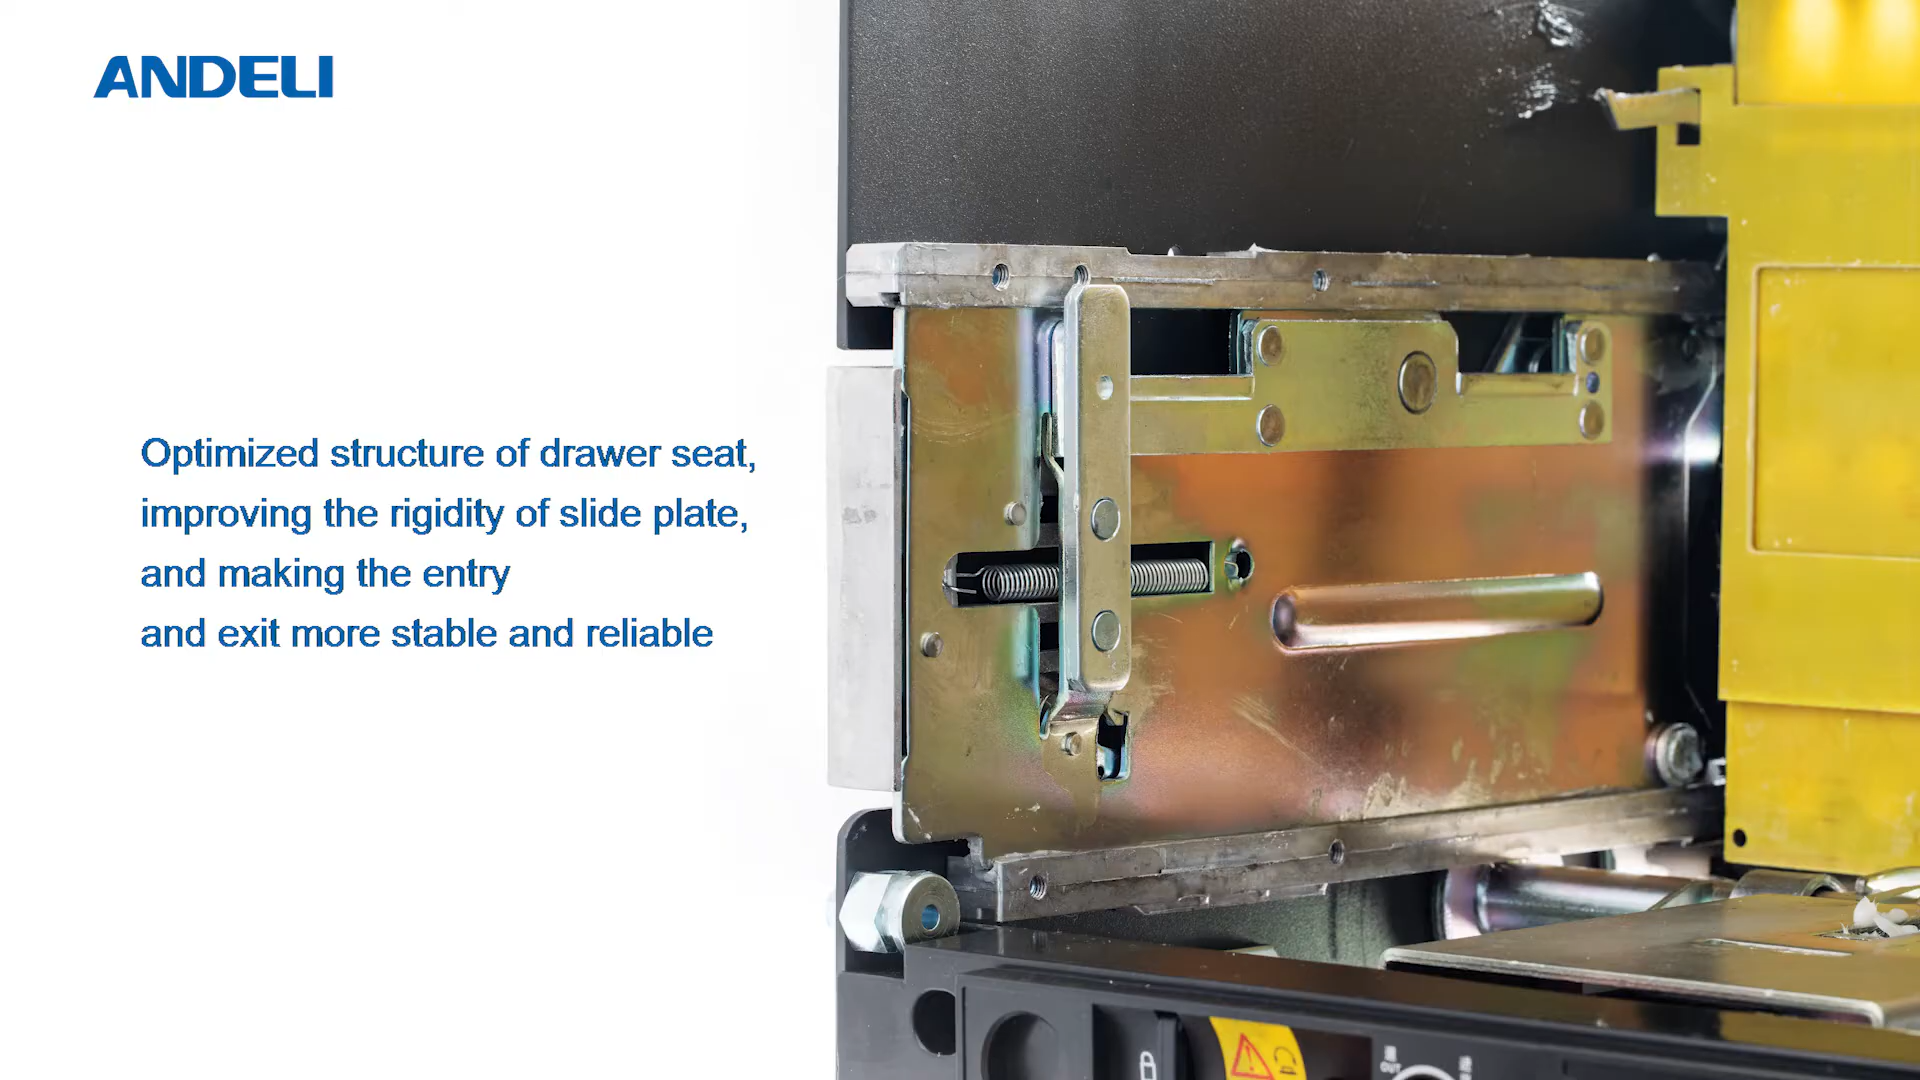 ANDELI
Optimized structure of drawer seat,
improving the rigidity of slide plate,
and making the entry
and exit more stable and reliable
OUT